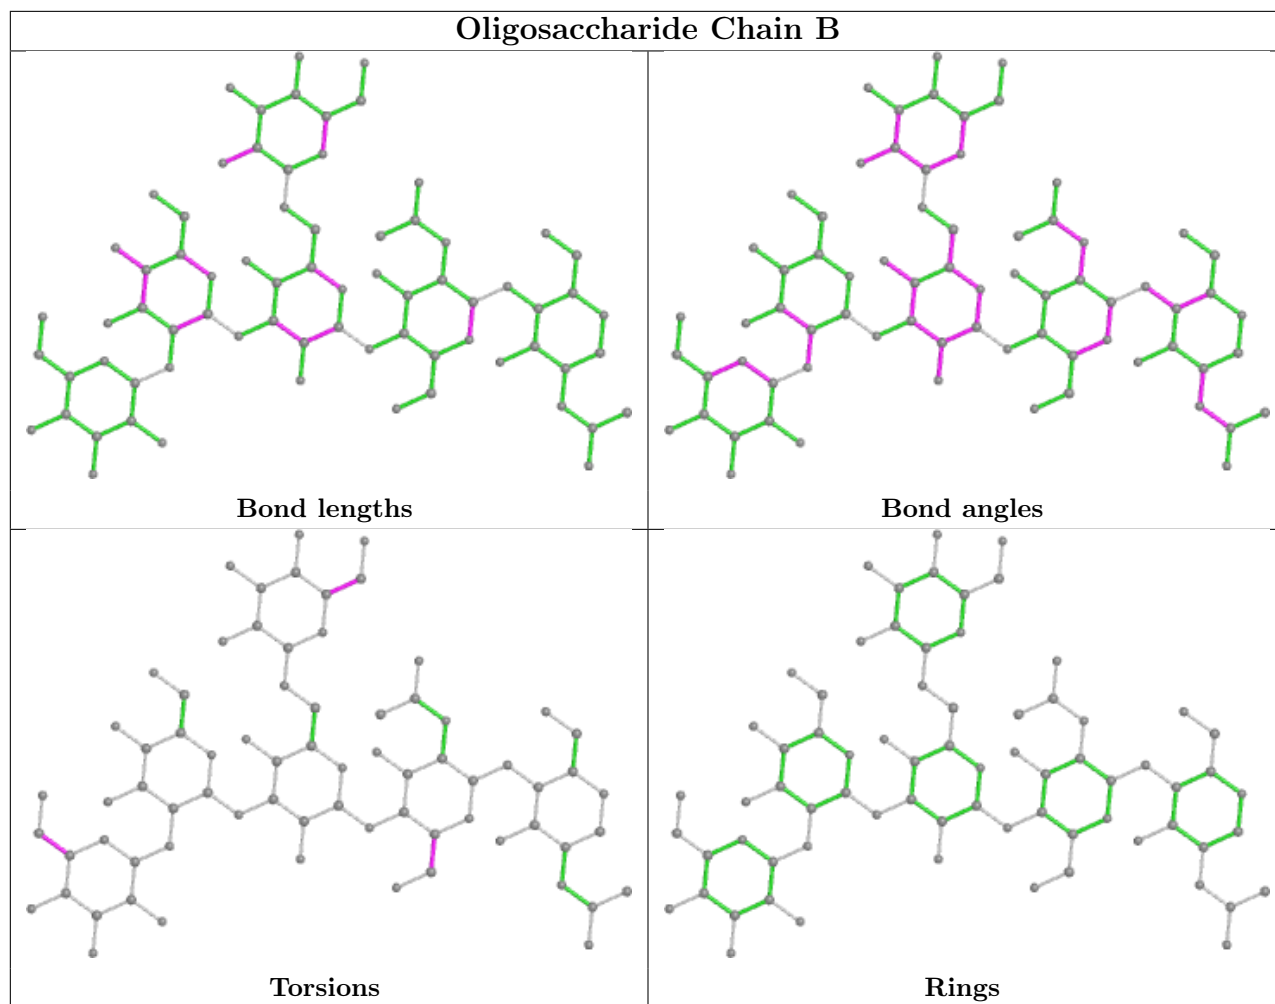 Oligosaccharide Chain B
Bond lengths
Bond angles
Torsions
Rings